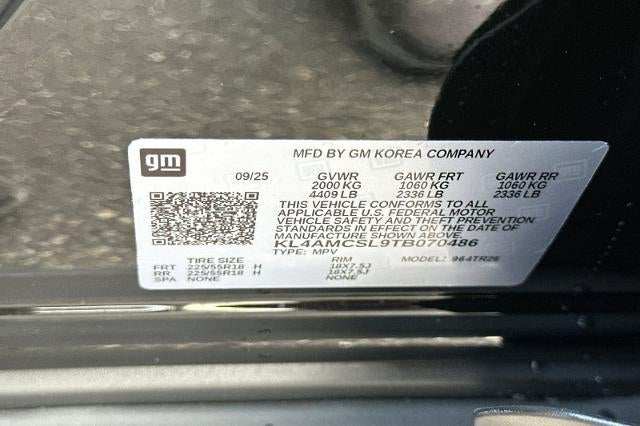 gm
MFD BY GM KOREA COMPANY
09/25 GVWR GAWR FRT GAWR RR
2000 KG 1060 KG 1060 KG
4409 LB 2336 LB 2336 LB
THIS VEHICLE CONFORMS TO ALL
APPLICABLE U.S. FEDERAL MOTOR
VEHICLE SAFETY AND THEFT PREVENTION
STANDARDS IN EFFECT ON THE DATE OF
MANUFACTURE SHOWN ABOVE.
KL4AMCSL9TB070486
TYPE: MPV MODEL: 964TR26
TIRE SIZE RIM
FRT 225/55R18 H 18X7.5J
RR 225/55R18 H 18X7.5J
SPA NONE NONE